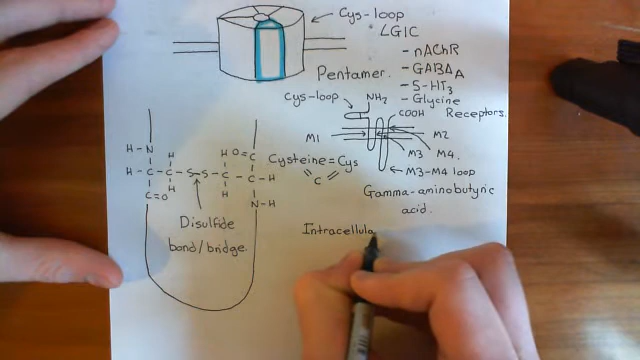 Cys-loop
LGIC
- nAChR
- GABAA
- 5-HT3
- Glycine
Receptors.
Pentamer.
Cys-loop
NH2
COOH
M1
M2
M3
M4.
M3-M4 loop
Gamma-aminobutyric
acid.
Cysteine=Cys
C
H-N
H
H
O=C
H-C-C-S-S-C-C-H
H
H
C=O
N-H
Disulfide
bond/bridge.
Intracellula